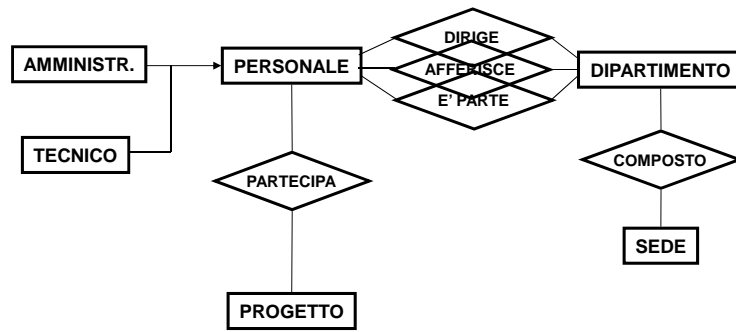 DIRIGE
AMMINISTR.
PERSONALE
AFFERISCE
DIPARTIMENTO
E' PARTE
TECNICO
COMPOSTO
PARTECIPA
SEDE
PROGETTO